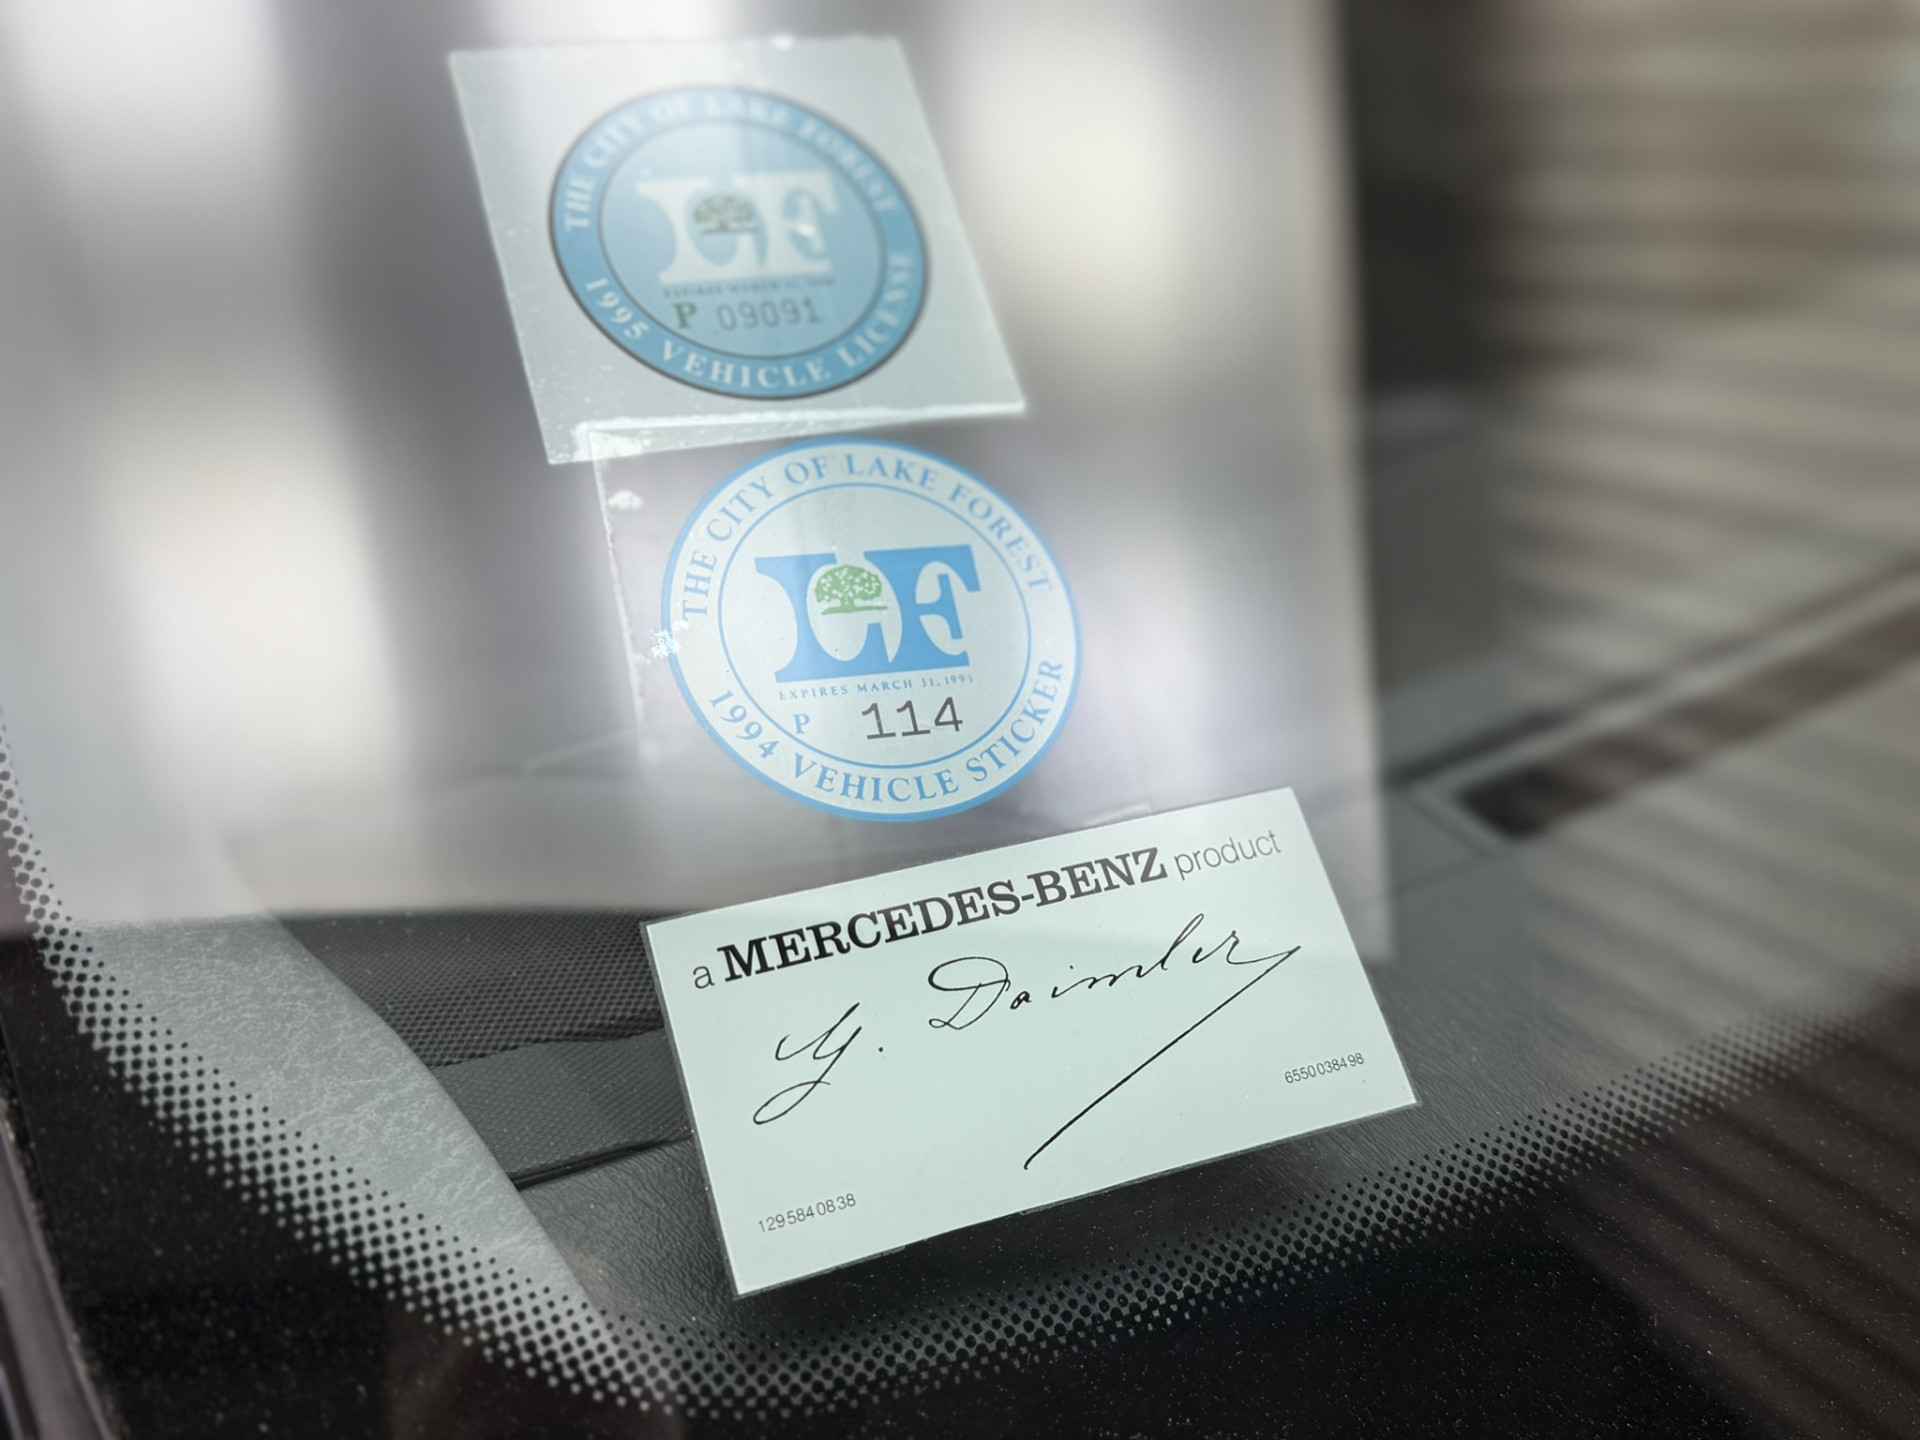 THE CITY OF LAKE FOREST
LF
P 09091
1995 VEHICLE LICENSE
THE CITY OF LAKE FOREST
LF
EXPIRES MARCH 31, 1995
P 114
1994 VEHICLE STICKER
a MERCEDES-BENZ product
G. Daimler
6550038498
1295840838